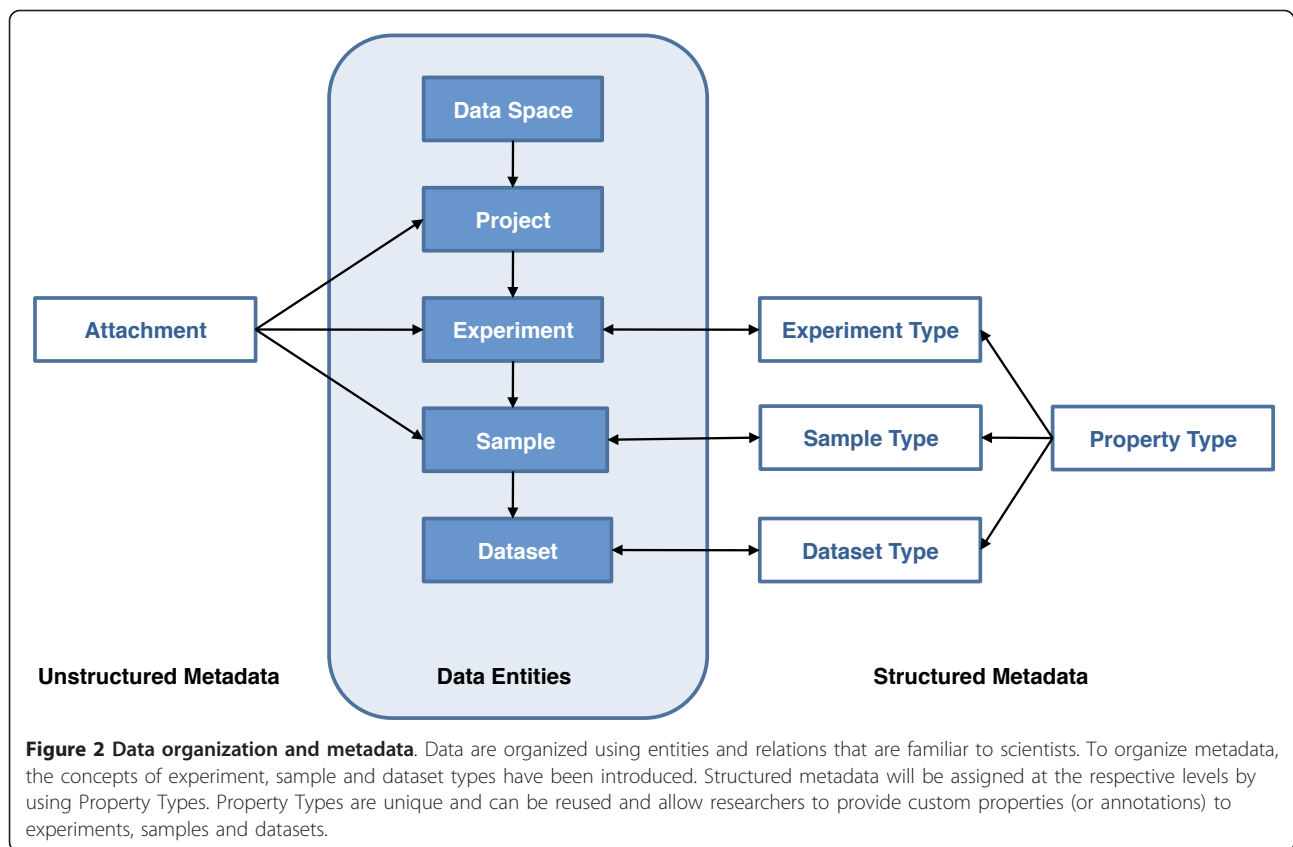 Data Space
Project
Attachment
Experiment
Experiment Type
Sample
Sample Type
Property Type
Dataset
Dataset Type
Unstructured Metadata
Data Entities
Structured Metadata
Figure 2 Data organization and metadata. Data are organized using entities and relations that are familiar to scientists. To organize metadata,
the concepts of experiment, sample and dataset types have been introduced. Structured metadata will be assigned at the respective levels by
using Property Types. Property Types are unique and can be reused and allow researchers to provide custom properties (or annotations) to
experiments, samples and datasets.